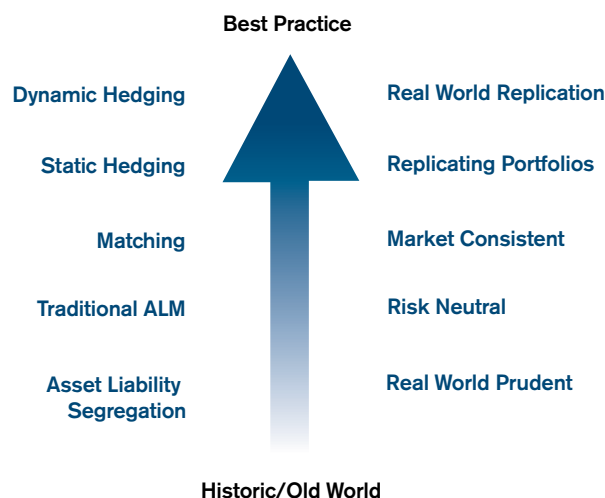 Best Practice
Dynamic Hedging
Real World Replication
Static Hedging
Replicating Portfolios
Matching
Market Consistent
Traditional ALM
Risk Neutral
Asset Liability
Segregation
Real World Prudent
Historic/Old World